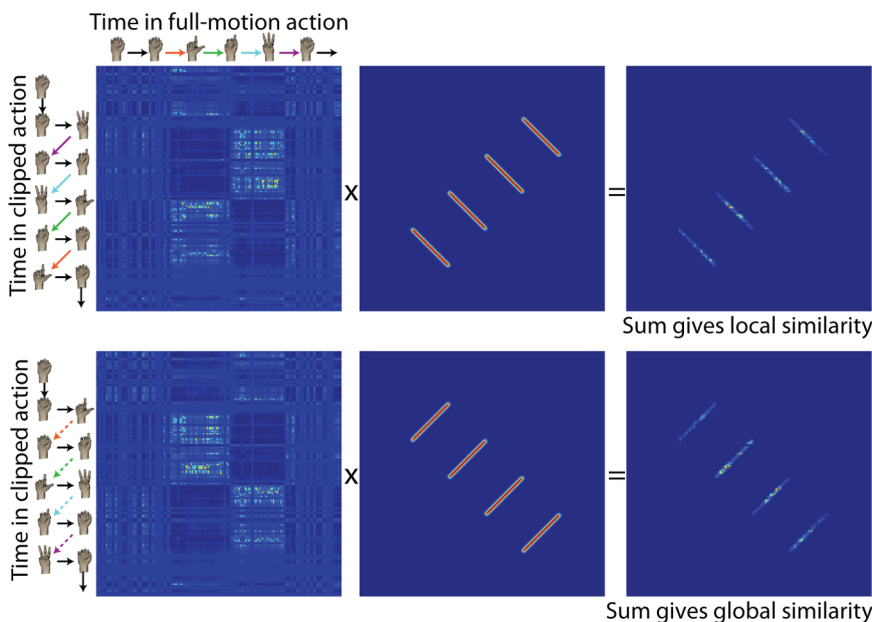 Time in full-motion action
Time in clipped action
x
=
Sum gives local similarity
Time in clipped action
x
=
Sum gives global similarity